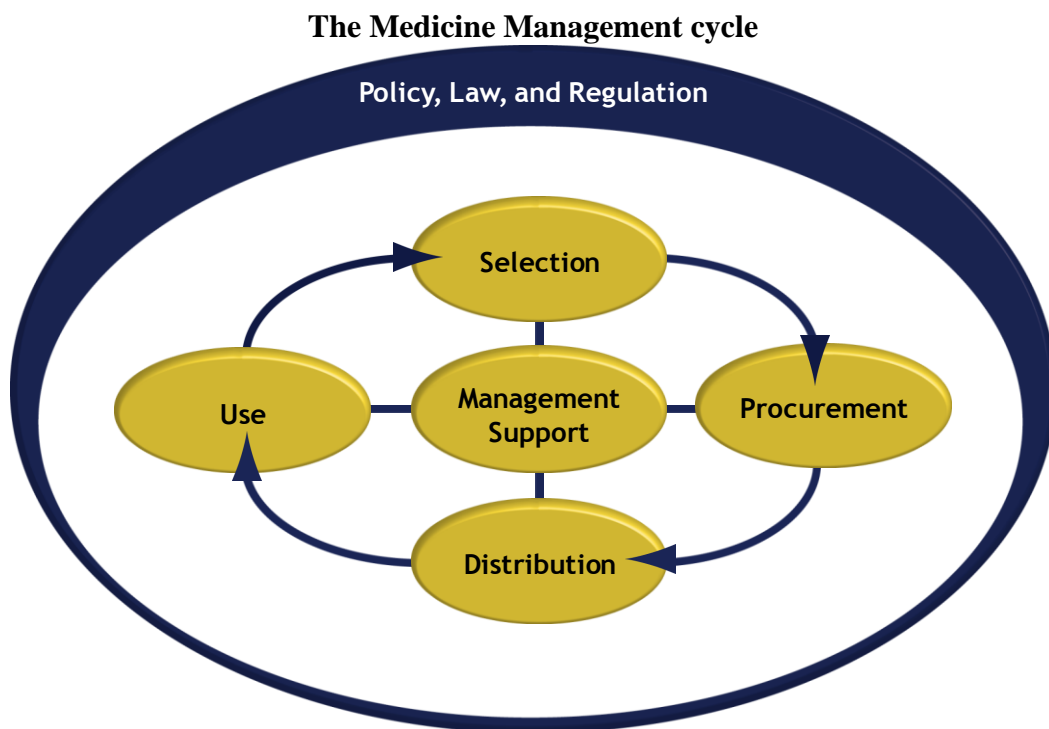 The Medicine Management cycle
Policy, Law, and Regulation
Selection
Use
Management
Support
Procurement
Distribution